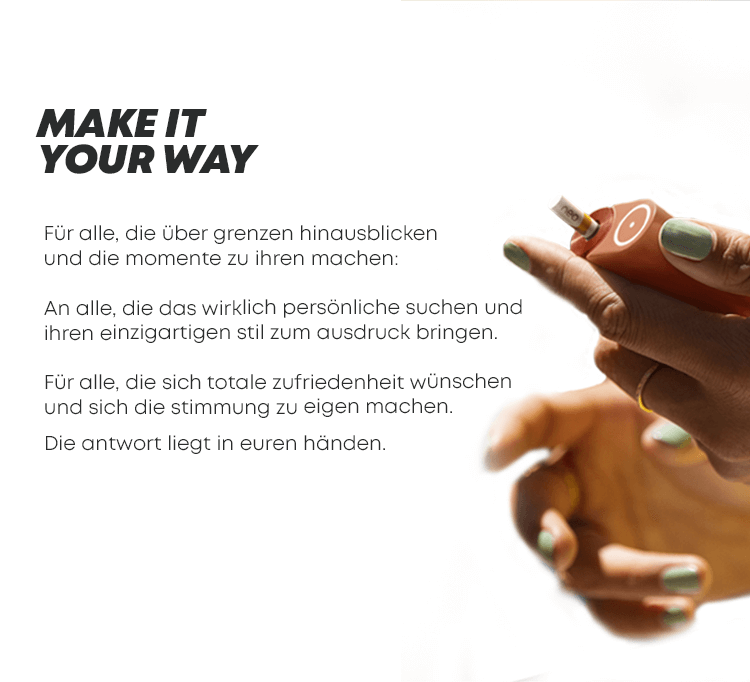 MAKE IT
YOUR WAY
Für alle, die über grenzen hinausblicken
und die momente zu ihren machen:
An alle, die das wirklich persönliche suchen und
ihren einzigartigen stil zum ausdruck bringen.
Für alle, die sich totale zufriedenheit wünschen
und sich die stimmung zu eigen machen.
Die antwort liegt in euren händen.
neo